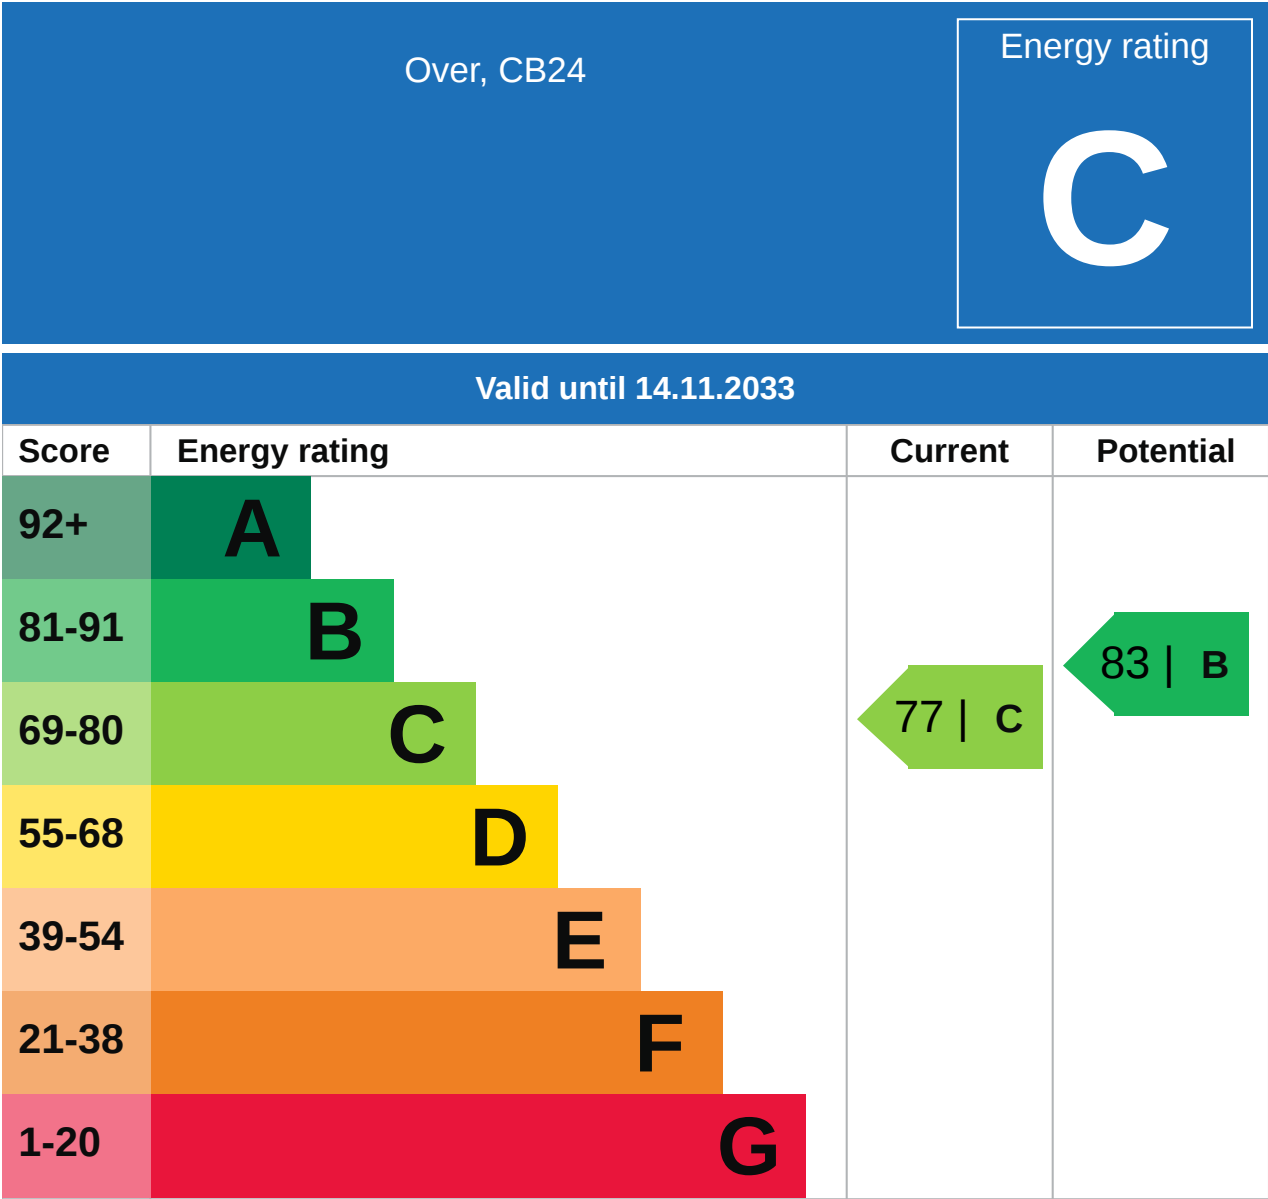 Over, CB24
Energy rating
C
Valid until 14.11.2033
Score Energy rating Current Potential
92+ A
81-91 B
83 | B
69-80 C
77 | C
55-68 D
39-54 E
21-38 F
1-20 G